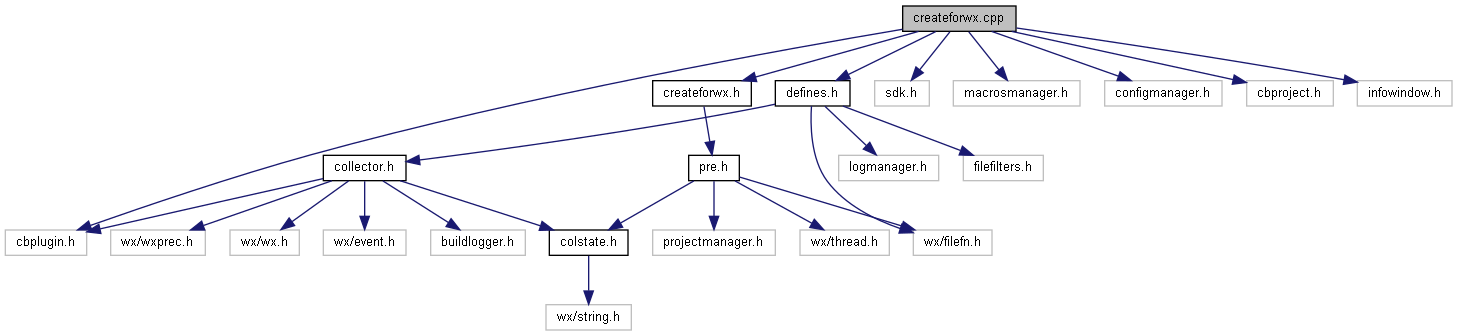 createforwx.cpp
createforwx.h
defines.h
sdk.h
macrosmanager.h
configmanager.h
cbproject.h
infowindow.h
collector.h
pre.h
logmanager.h
filefilters.h
cbplugin.h
wx/wxprec.h
wx/wx.h
wx/event.h
buildlogger.h
colstate.h
projectmanager.h
wx/thread.h
wx/filefn.h
wx/string.h